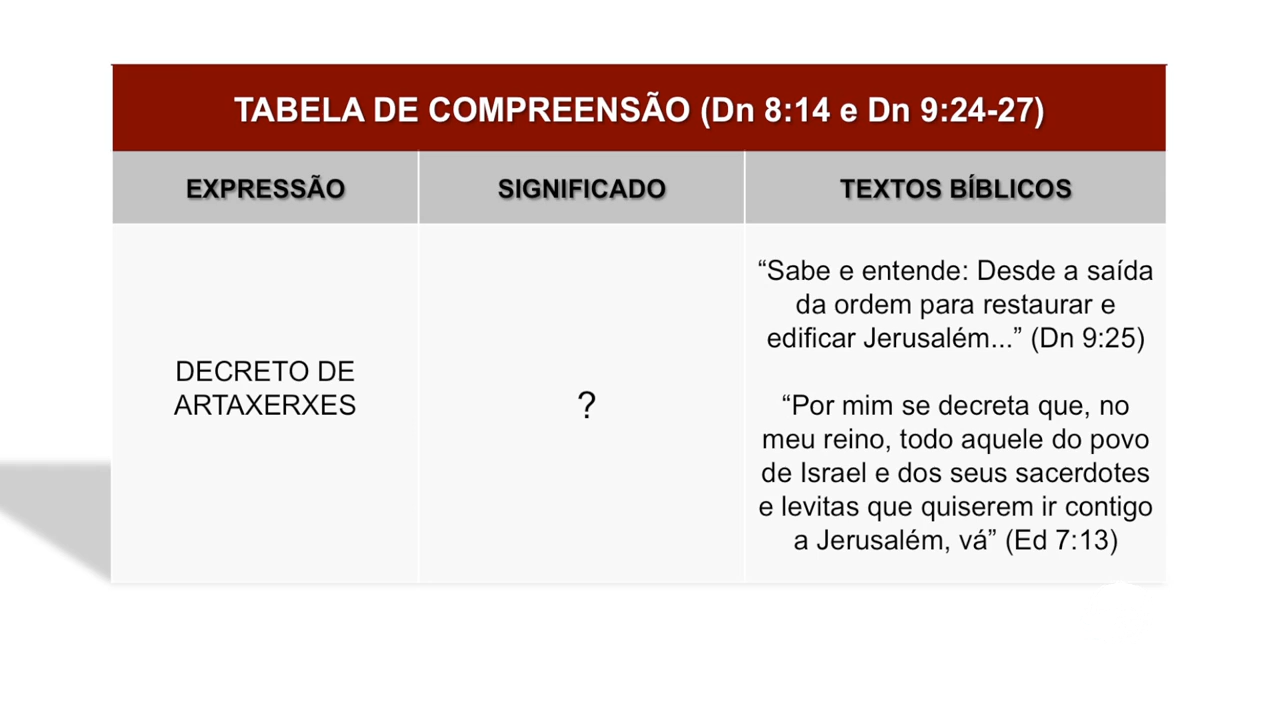 TABELA DE COMPREENSÃO (Dn 8:14 e Dn 9:24-27)
EXPRESSÃO
SIGNIFICADO
TEXTOS BÍBLICOS
DECRETO DE
ARTAXERXES
?
“Sabe e entende: Desde a saída
da ordem para restaurar e
edificar Jerusalém...” (Dn 9:25)
“Por mim se decreta que, no
meu reino, todo aquele do povo
de Israel e dos seus sacerdotes
e levitas que quiserem ir contigo
a Jerusalém, vá” (Ed 7:13)